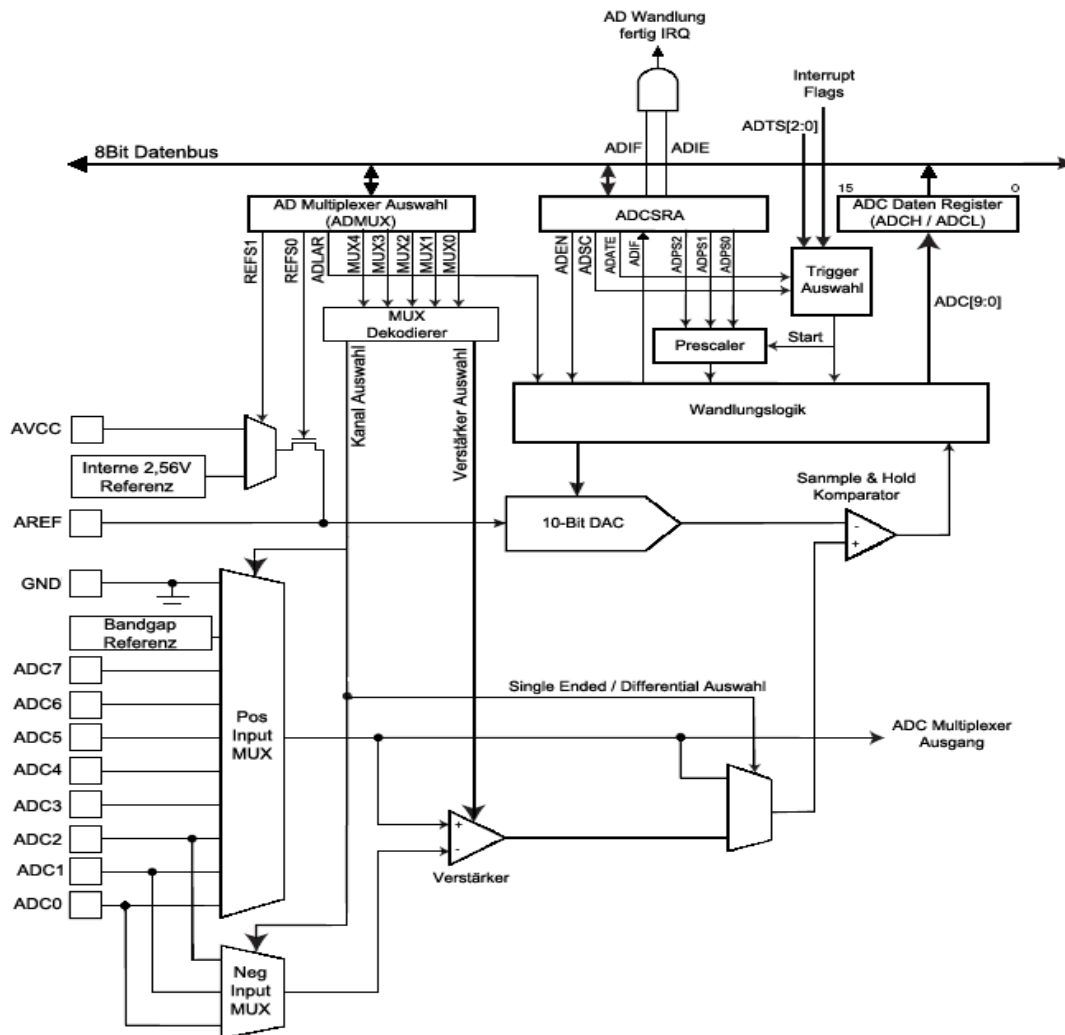 AD Wandlung
fertig IRQ
Interrupt
Flags
ADTS[2:0]
8Bit Datenbus
ADIF
ADIE
15
0
AD Multiplexer Auswahl
(ADMUX)
ADCSRA
ADC Daten Register
(ADCH / ADCL)
REFS1
REFS0
ADLAR
MUX4
MUX3
MUX2
MUX1
MUX0
ADEN
ADSC
ADATE
ADIF
ADPS2
ADPS1
ADPS0
Trigger
Auswahl
ADC[9:0]
MUX
Dekodierer
Prescaler
Start
Kanal Auswahl
Verstärker Auswahl
Wandlungslogik
AVCC
Interne 2,56V
Referenz
Sanmple & Hold
Komparator
AREF
10-Bit DAC
-
+
GND
Bandgap
Referenz
ADC7
ADC6
ADC5
ADC4
ADC3
ADC2
ADC1
ADC0
Pos
Input
MUX
Single Ended / Differential Auswahl
ADC Multiplexer
Ausgang
+
-
Verstärker
Neg
Input
MUX